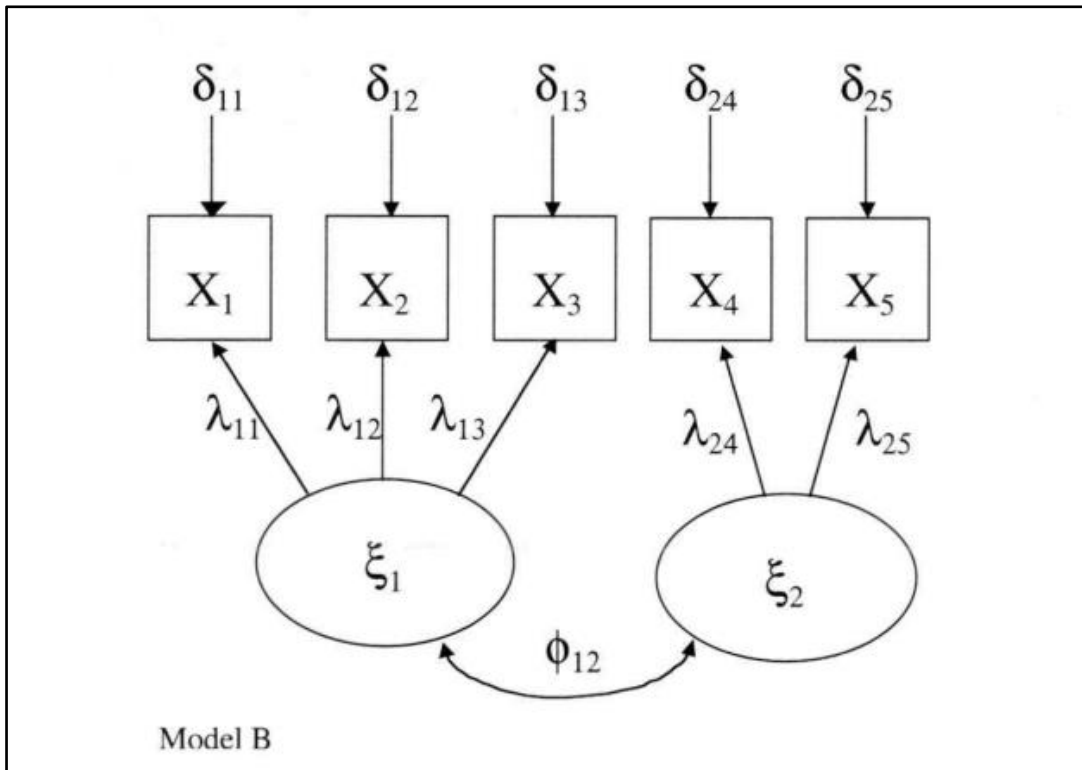 δ₁₁ δ₁₂ δ₁₃ δ₂₄ δ₂₅
X₁ X₂ X₃ X₄ X₅
λ₁₁ λ₁₂ λ₁₃ λ₂₄ λ₂₅
ξ₁ ξ₂
ϕ₁₂
Model B